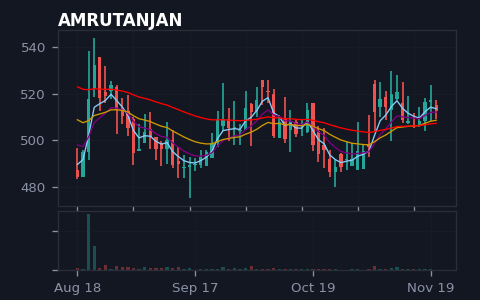 AMRUTANJAN
540
520
500
480
Aug 18
Sep 17
Oct 19
Nov 19